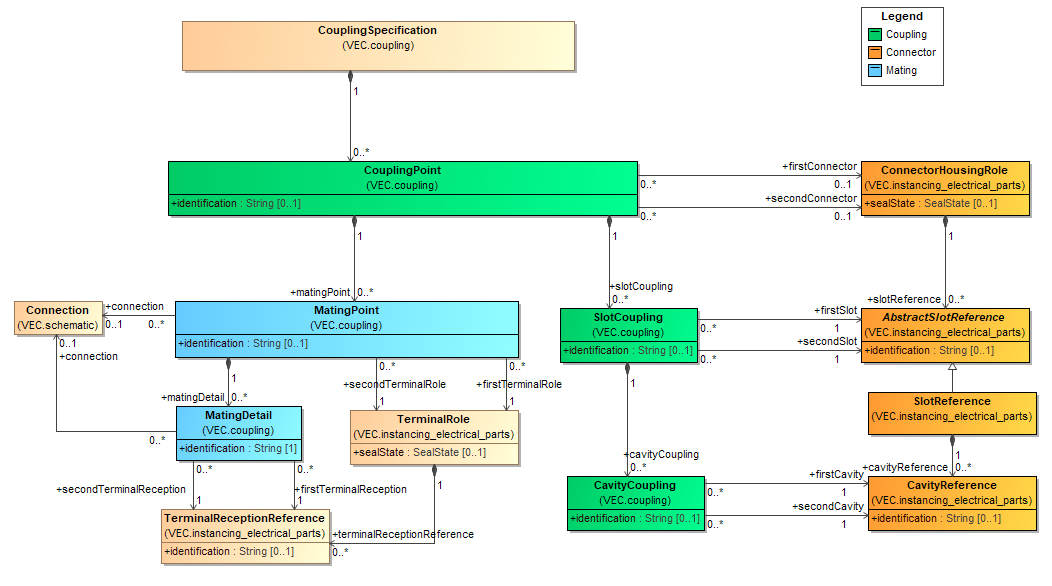 CouplingSpecification
(VEC.coupling)
Legend
Coupling
Connector
Mating
1
0..*
CouplingPoint
(VEC.coupling)
+identification : String [0..1]
+firstConnector
0..*
0..1
+secondConnector
0..*
0..1
ConnectorHousingRole
(VEC.instancing_electrical_parts)
+sealState : SealState [0..1]
1
1
1
+matingPoint
0..*
+slotCoupling
0..*
+slotReference
0..*
Connection
(VEC.schematic)
+connection
0..1
0..*
MatingPoint
(VEC.coupling)
+identification : String [0..1]
SlotCoupling
(VEC.coupling)
+identification : String [0..1]
+firstSlot
0..*
1
+secondSlot
0..*
1
AbstractSlotReference
(VEC.instancing_electrical_parts)
+identification : String [0..1]
0..1
+connection
0..*
1
+matingDetail
0..*
0..*
+secondTerminalRole
1
0..*
+firstTerminalRole
1
1
SlotReference
(VEC.instancing_electrical_parts)
MatingDetail
(VEC.coupling)
+identification : String [1]
TerminalRole
(VEC.instancing_electrical_parts)
+sealState : SealState [0..1]
+cavityCoupling
0..*
1
+cavityReference
0..*
0..*
+secondTerminalReception
1
0..*
+firstTerminalReception
1
1
CavityCoupling
(VEC.coupling)
+identification : String [0..1]
+firstCavity
0..*
1
+secondCavity
0..*
1
CavityReference
(VEC.instancing_electrical_parts)
+identification : String [0..1]
TerminalReceptionReference
(VEC.instancing_electrical_parts)
+identification : String [0..1]
+terminalReceptionReference
0..*